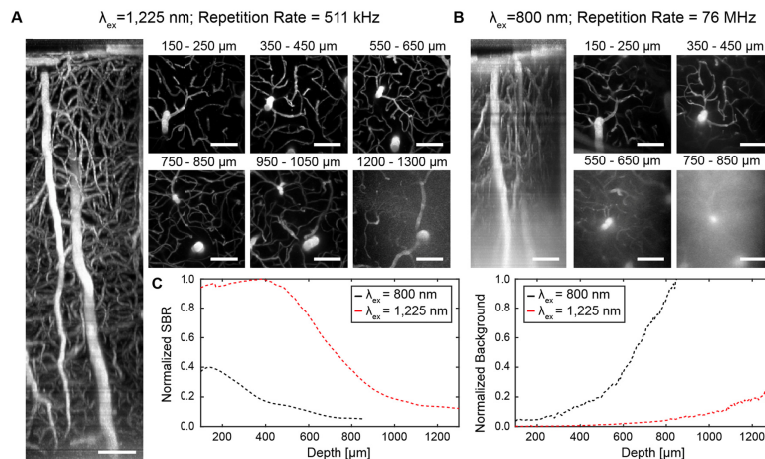 A
λex=1,225 nm; Repetition Rate = 511 kHz
150 - 250 µm
350 - 450 µm
550 - 650 µm
750 - 850 µm
950 - 1050 µm
1200 - 1300 µm
B
λex=800 nm; Repetition Rate = 76 MHz
150 - 250 µm
350 - 450 µm
550 - 650 µm
750 - 850 µm
C
Normalized SBR
1.0
0.8
0.6
0.4
0.2
0.0
λex = 800 nm
λex = 1,225 nm
200 400 600 800 1000 1200
Depth [µm]
Normalized Background
1.0
0.8
0.6
0.4
0.2
0.0
λex = 800 nm
λex = 1,225 nm
200 400 600 800 1000 1200
Depth [µm]